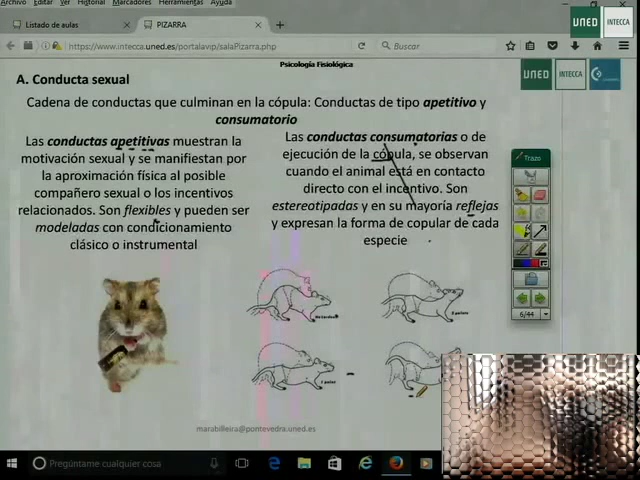 Archivo Editar Ver Historial Marcadores Herramientas Ayuda
Listado de aulas
PIZARRA
https://www.intecca.uned.es/portalavip/salaPizarra.php
Buscar
UNED
INTECCA
Psicología Fisiológica
UNED
INTECCA
A. Conducta sexual
Cadena de conductas que culminan en la cópula: Conductas de tipo apetitivo y
consumatorio
Las conductas apetitivas muestran la
motivación sexual y se manifiestan por
la aproximación física al posible
compañero sexual o los incentivos
relacionados. Son flexibles y pueden ser
modeladas con condicionamiento
clásico o instrumental
Las conductas consumatorias o de
ejecución de la cópula, se observan
cuando el animal está en contacto
directo con el incentivo. Son
estereotipadas y en su mayoría reflejas
y expresan la forma de copular de cada
especie
Trazo
6/44
marabilleira@pontevedra.uned.es
Pregúntame cualquier cosa